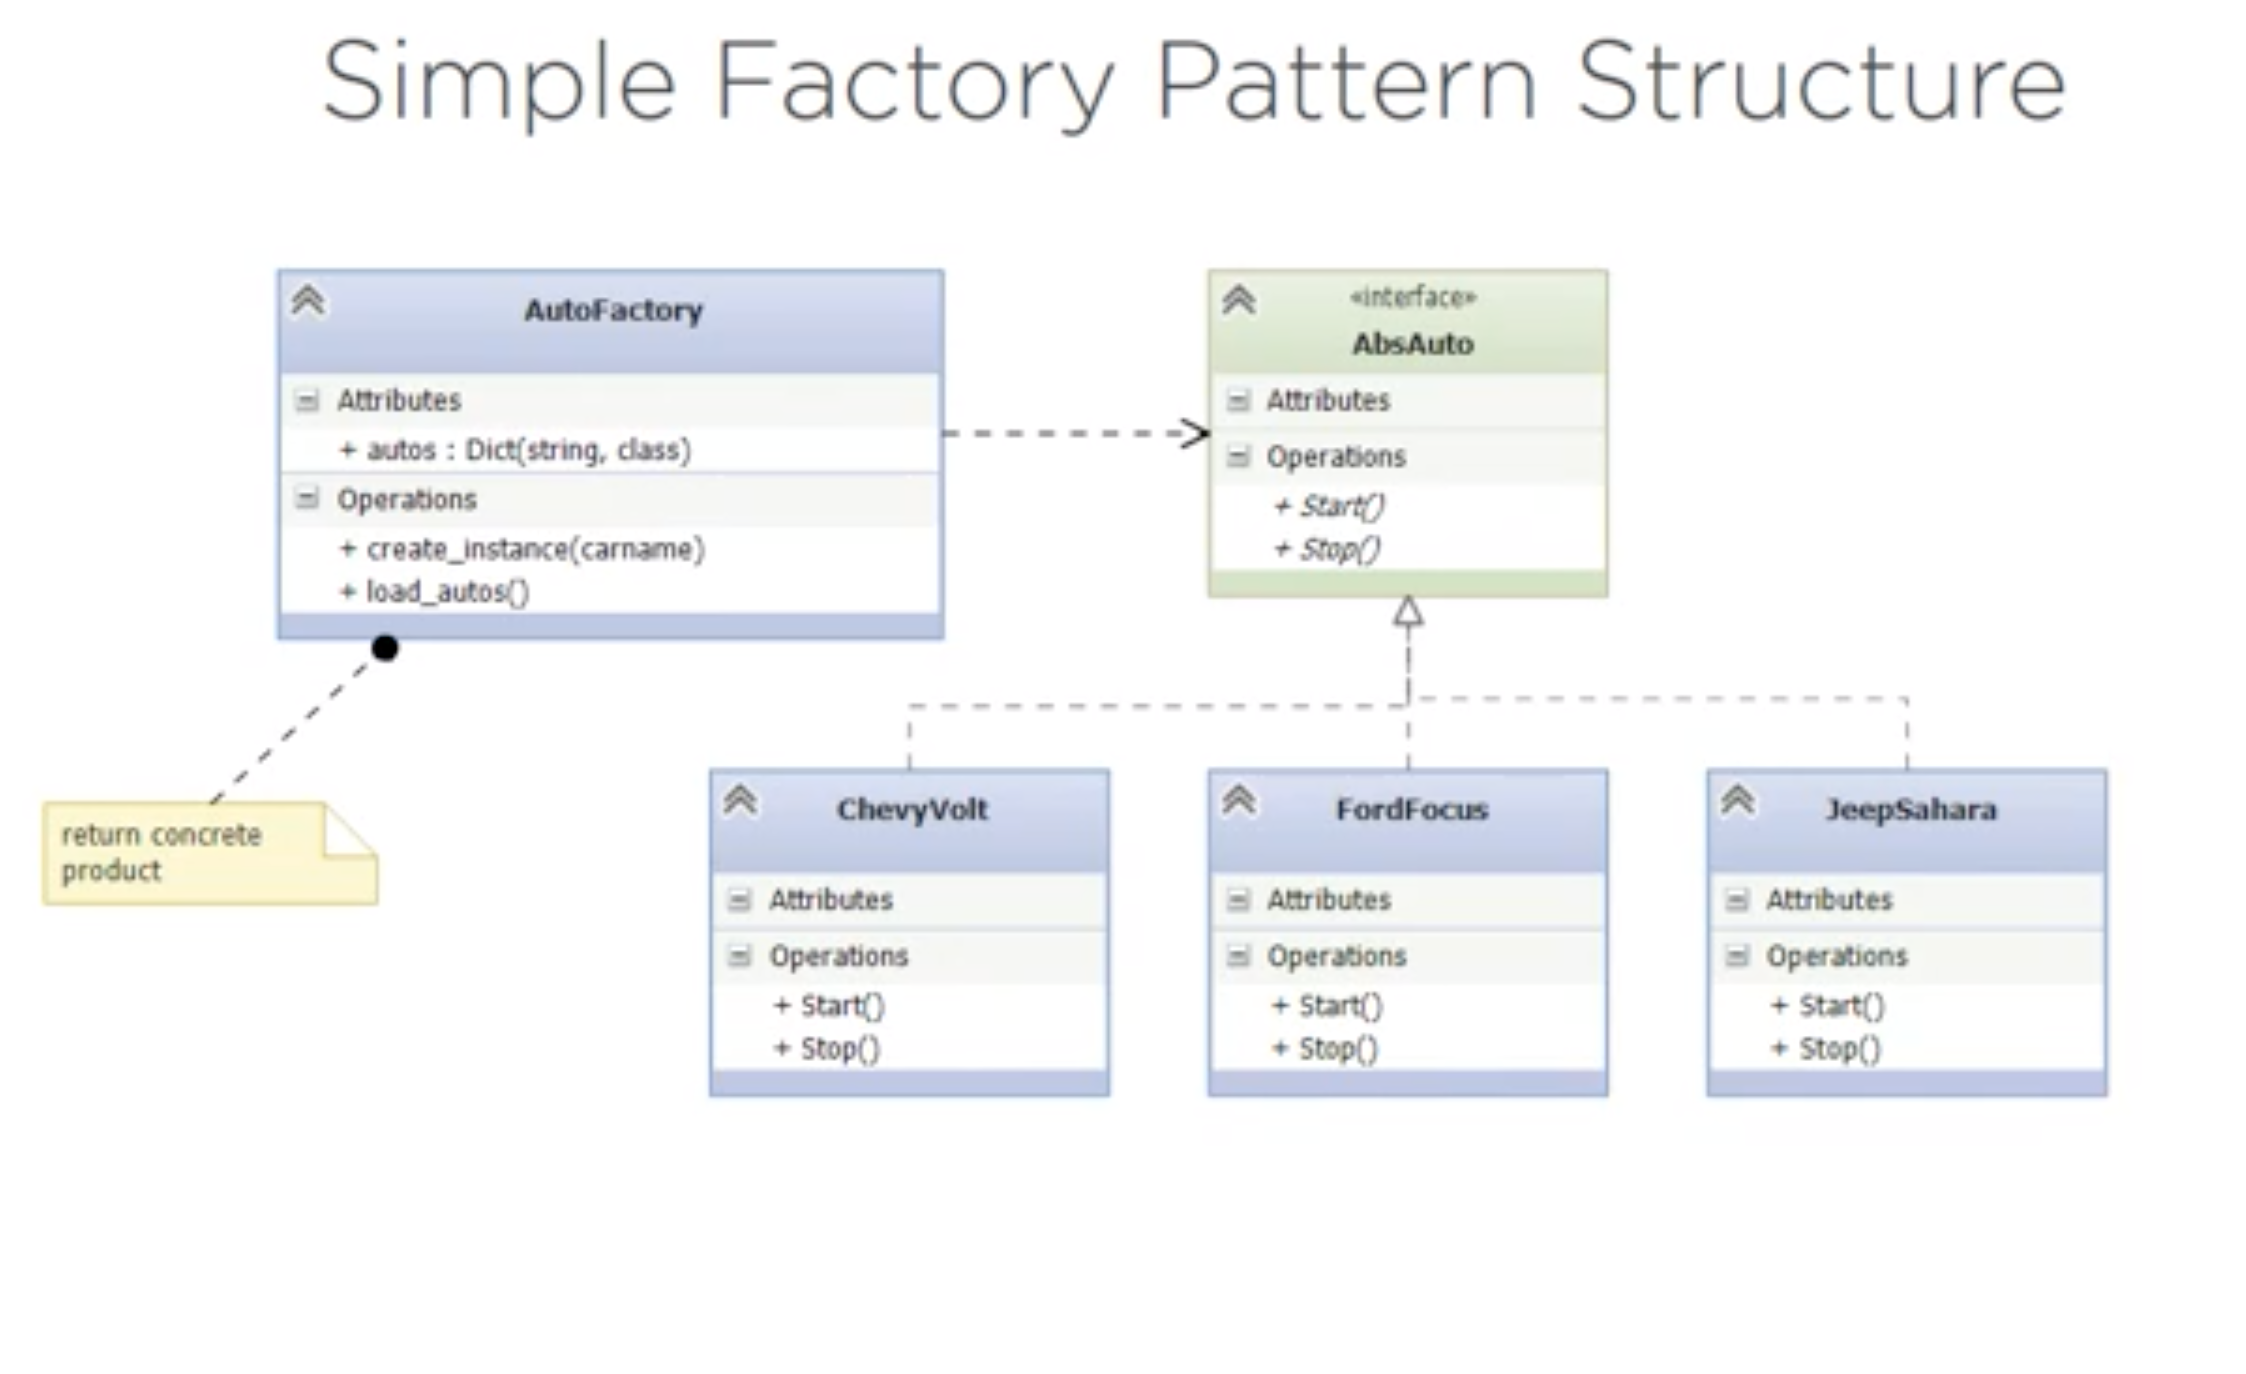 Simple Factory Pattern Structure
AutoFactory
Attributes
+ autos : Dict(string, class)
Operations
+ create_instance(carname)
+ load_autos()
«interface»
AbsAuto
Attributes
Operations
+ Start()
+ Stop()
return concrete
product
ChevyVolt
Attributes
Operations
+ Start()
+ Stop()
FordFocus
Attributes
Operations
+ Start()
+ Stop()
JeepSahara
Attributes
Operations
+ Start()
+ Stop()